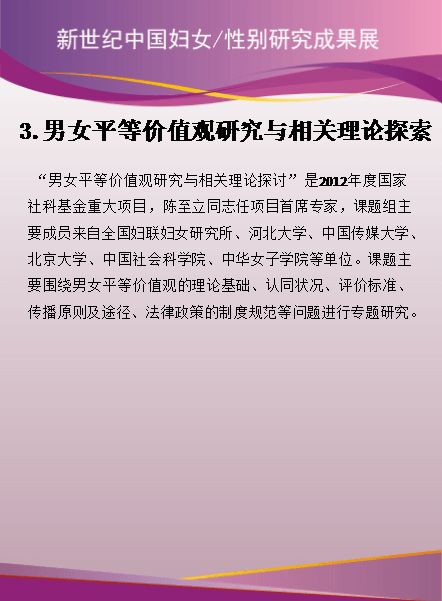 新世纪中国妇女/性别研究成果展
3.男女平等价值观研究与相关理论探索
“男女平等价值观研究与相关理论探讨”是2012年度国家
社科基金重大项目，陈至立同志任项目首席专家，课题组主
要成员来自全国妇联妇女研究所、河北大学、中国传媒大学、
北京大学、中国社会科学院、中华女子学院等单位。课题主
要围绕男女平等价值观的理论基础、认同状况、评价标准、
传播原则及途径、法律政策的制度规范等问题进行专题研究。